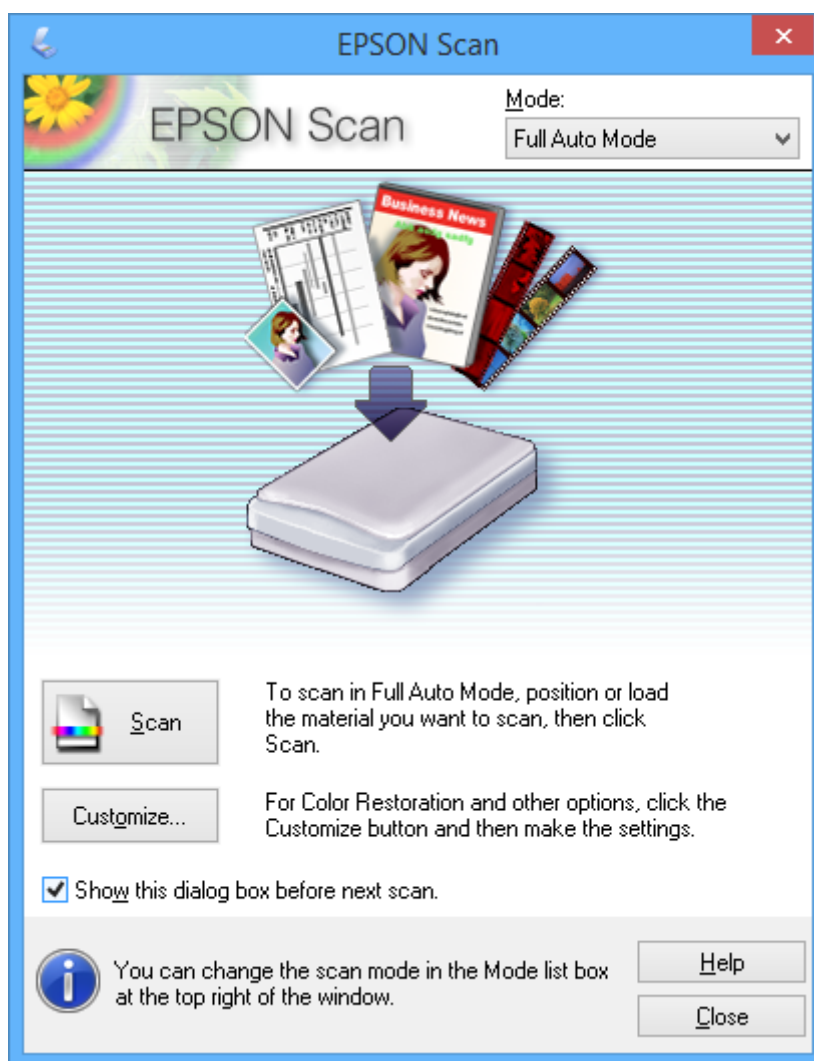 EPSON Scan
EPSON Scan
Mode:
Full Auto Mode
Business News
Scan
To scan in Full Auto Mode, position or load
the material you want to scan, then click
Scan.
Customize...
For Color Restoration and other options, click the
Customize button and then make the settings.
Show this dialog box before next scan.
You can change the scan mode in the Mode list box
at the top right of the window.
Help
Close